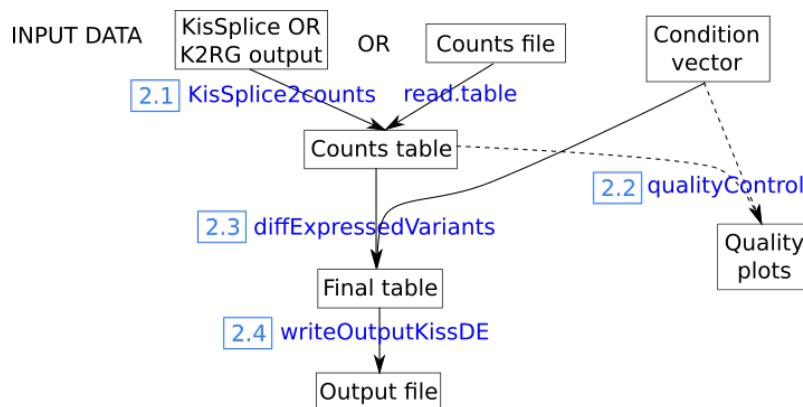 INPUT DATA
KisSplice OR
K2RG output
OR
Counts file
Condition
vector
2.1 KisSplice2counts
read.table
Counts table
2.2 qualityControl
2.3 diffExpressedVariants
Quality
plots
Final table
2.4 writeOutputKissDE
Output file